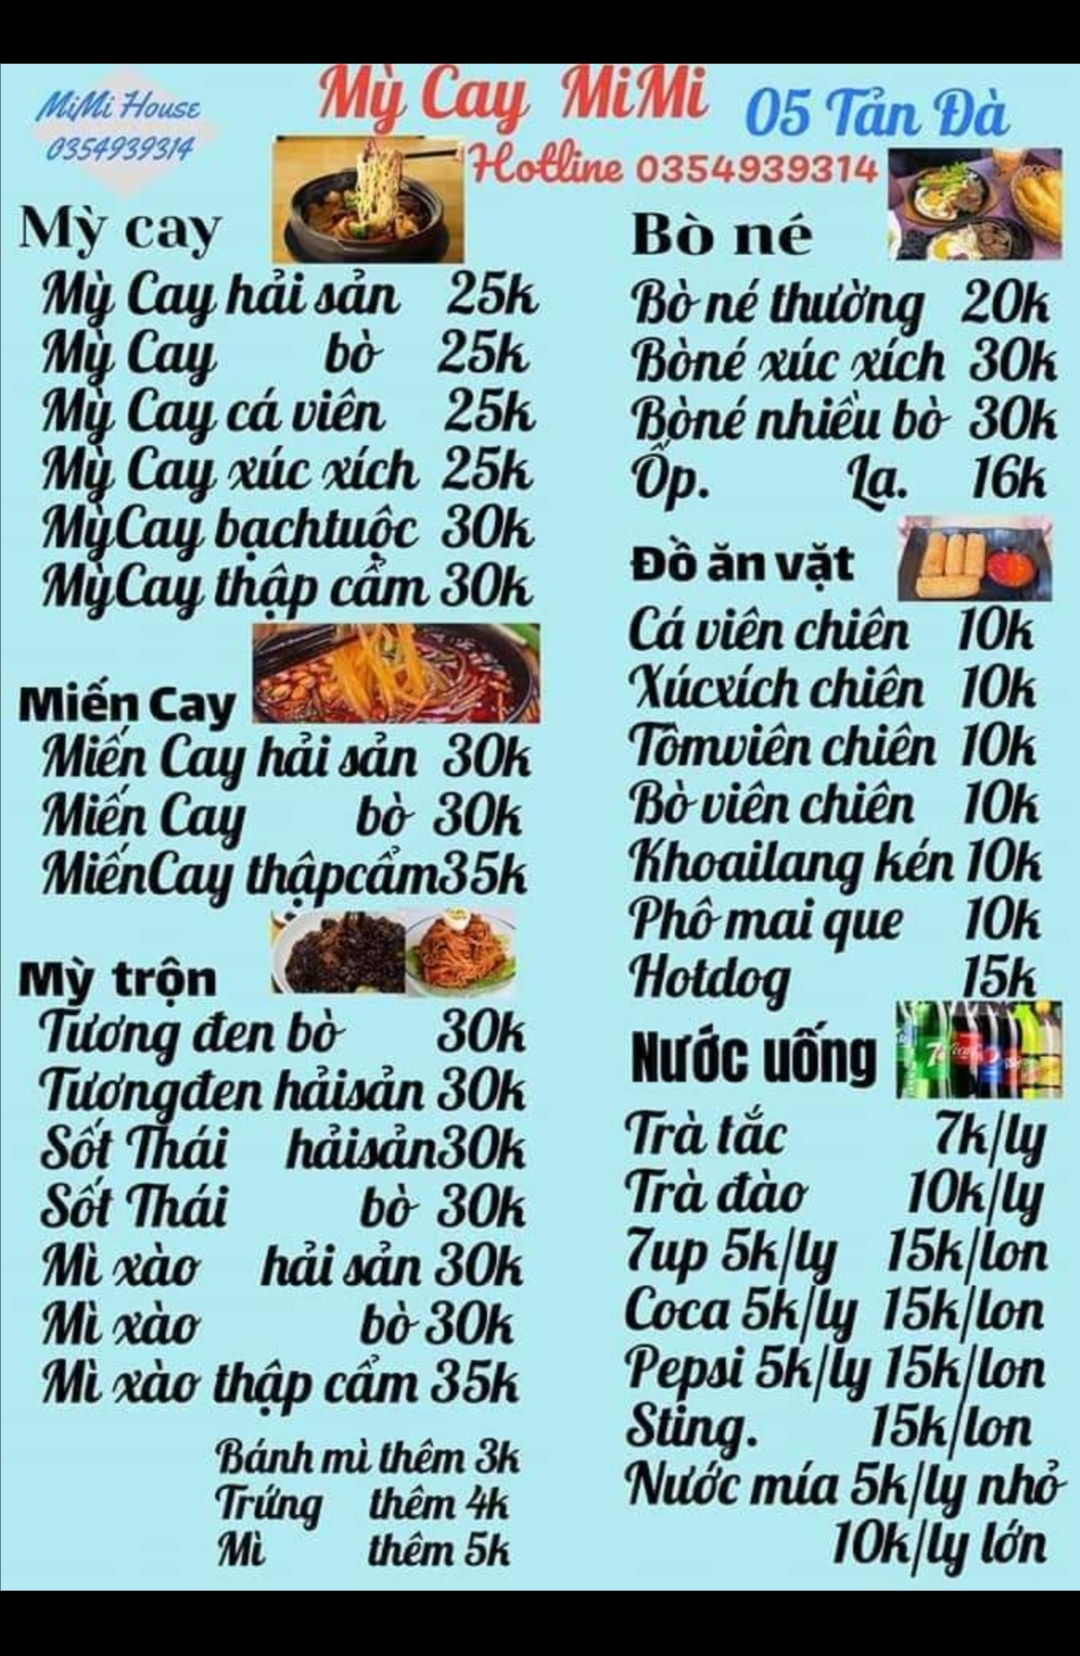 MiMi House
0354939314
Mỳ Cay MiMi
05 Tản Đà
Hotline 0354939314
Mỳ cay
Mỳ Cay hải sản 25k
Mỳ Cay bò 25k
Mỳ Cay cá viên 25k
Mỳ Cay xúc xích 25k
MỳCay bạchtuộc 30k
MỳCay thập cẩm 30k
Miến Cay
Miến Cay hải sản 30k
Miến Cay bò 30k
MiếnCay thậpcẩm35k
Mỳ trộn
Tương đen bò 30k
Tươngđen hảisản 30k
Sốt Thái hảisản30k
Sốt Thái bò 30k
Mì xào hải sản 30k
Mì xào bò 30k
Mì xào thập cẩm 35k
Bánh mì thêm 3k
Trứng thêm 4k
Mì thêm 5k
Bò né
Bò né thường 20k
Bòné xúc xích 30k
Bòné nhiều bò 30k
Ốp. La. 16k
Đồ ăn vặt
Cá viên chiên 10k
Xúcxích chiên 10k
Tômviên chiên 10k
Bò viên chiên 10k
Khoailang kén 10k
Phô mai que 10k
Hotdog 15k
Nước uống
Trà tắc 7k/ly
Trà đào 10k/ly
7up 5k/ly 15k/lon
Coca 5k/ly 15k/lon
Pepsi 5k/ly 15k/lon
Sting. 15k/lon
Nước mía 5k/ly nhỏ
10k/ly lớn